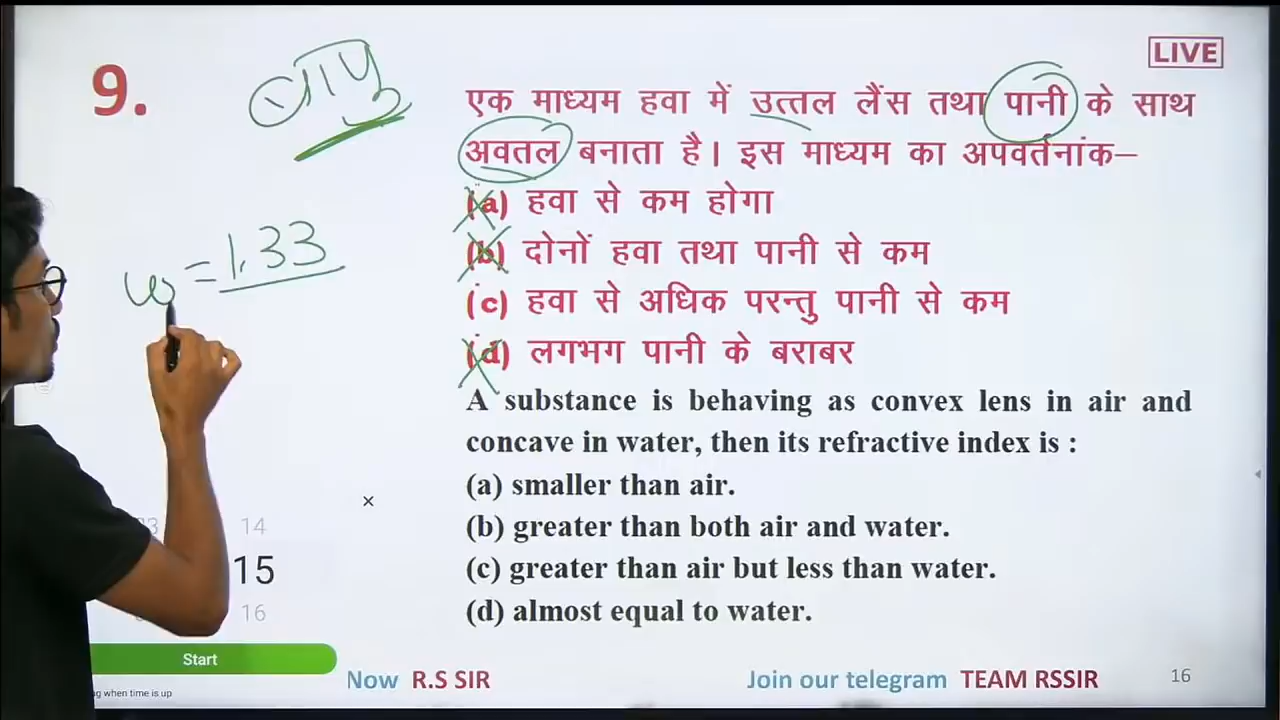 LIVE
9.
वायु
एक माध्यम हवा में उत्तल लैंस तथा पानी के साथ
अवतल बनाता है। इस माध्यम का अपवर्तनांक–
(a) हवा से कम होगा
(b) दोनों हवा तथा पानी से कम
(c) हवा से अधिक परन्तु पानी से कम
(d) लगभग पानी के बराबर
w = 1.33
A substance is behaving as convex lens in air and
concave in water, then its refractive index is :
(a) smaller than air.
(b) greater than both air and water.
(c) greater than air but less than water.
(d) almost equal to water.
×
14
15
16
Start
when time is up
Now R.S SIR
Join our telegram TEAM RSSIR
16